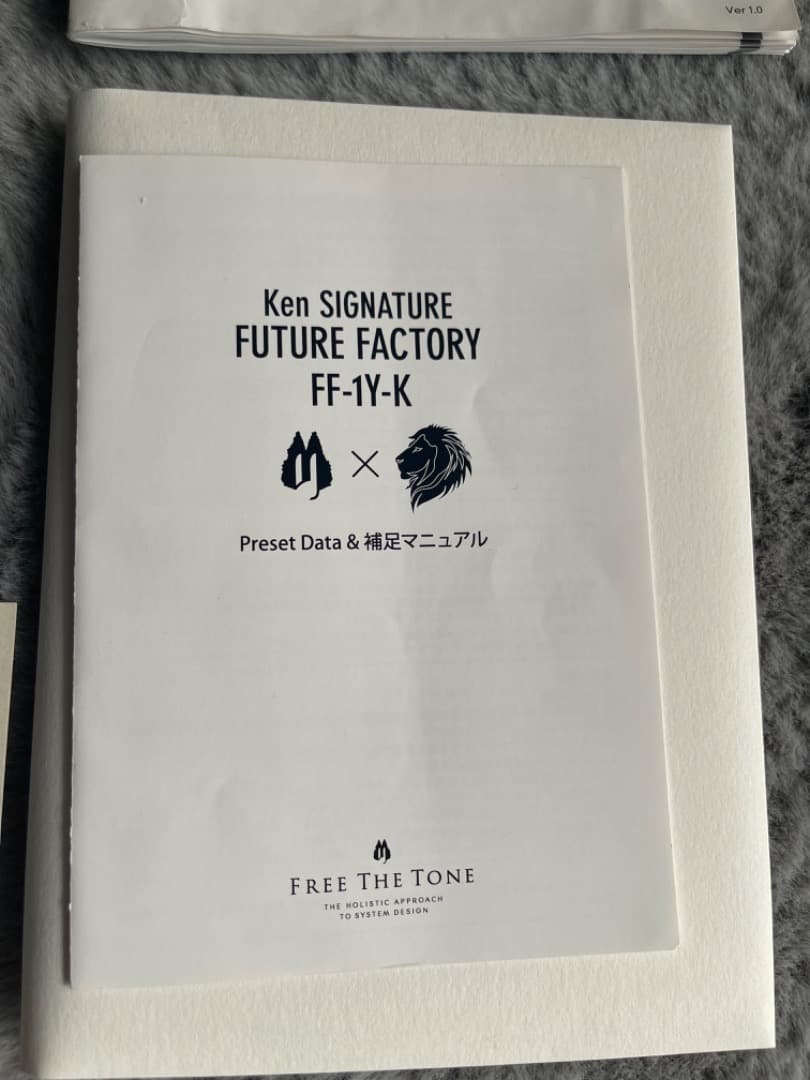 Ver 1.0
Ken SIGNATURE
FUTURE FACTORY
FF-1Y-K
×
Preset Data & 補足マニュアル
FREE THE TONE
THE HOLISTIC APPROACH
TO SYSTEM DESIGN